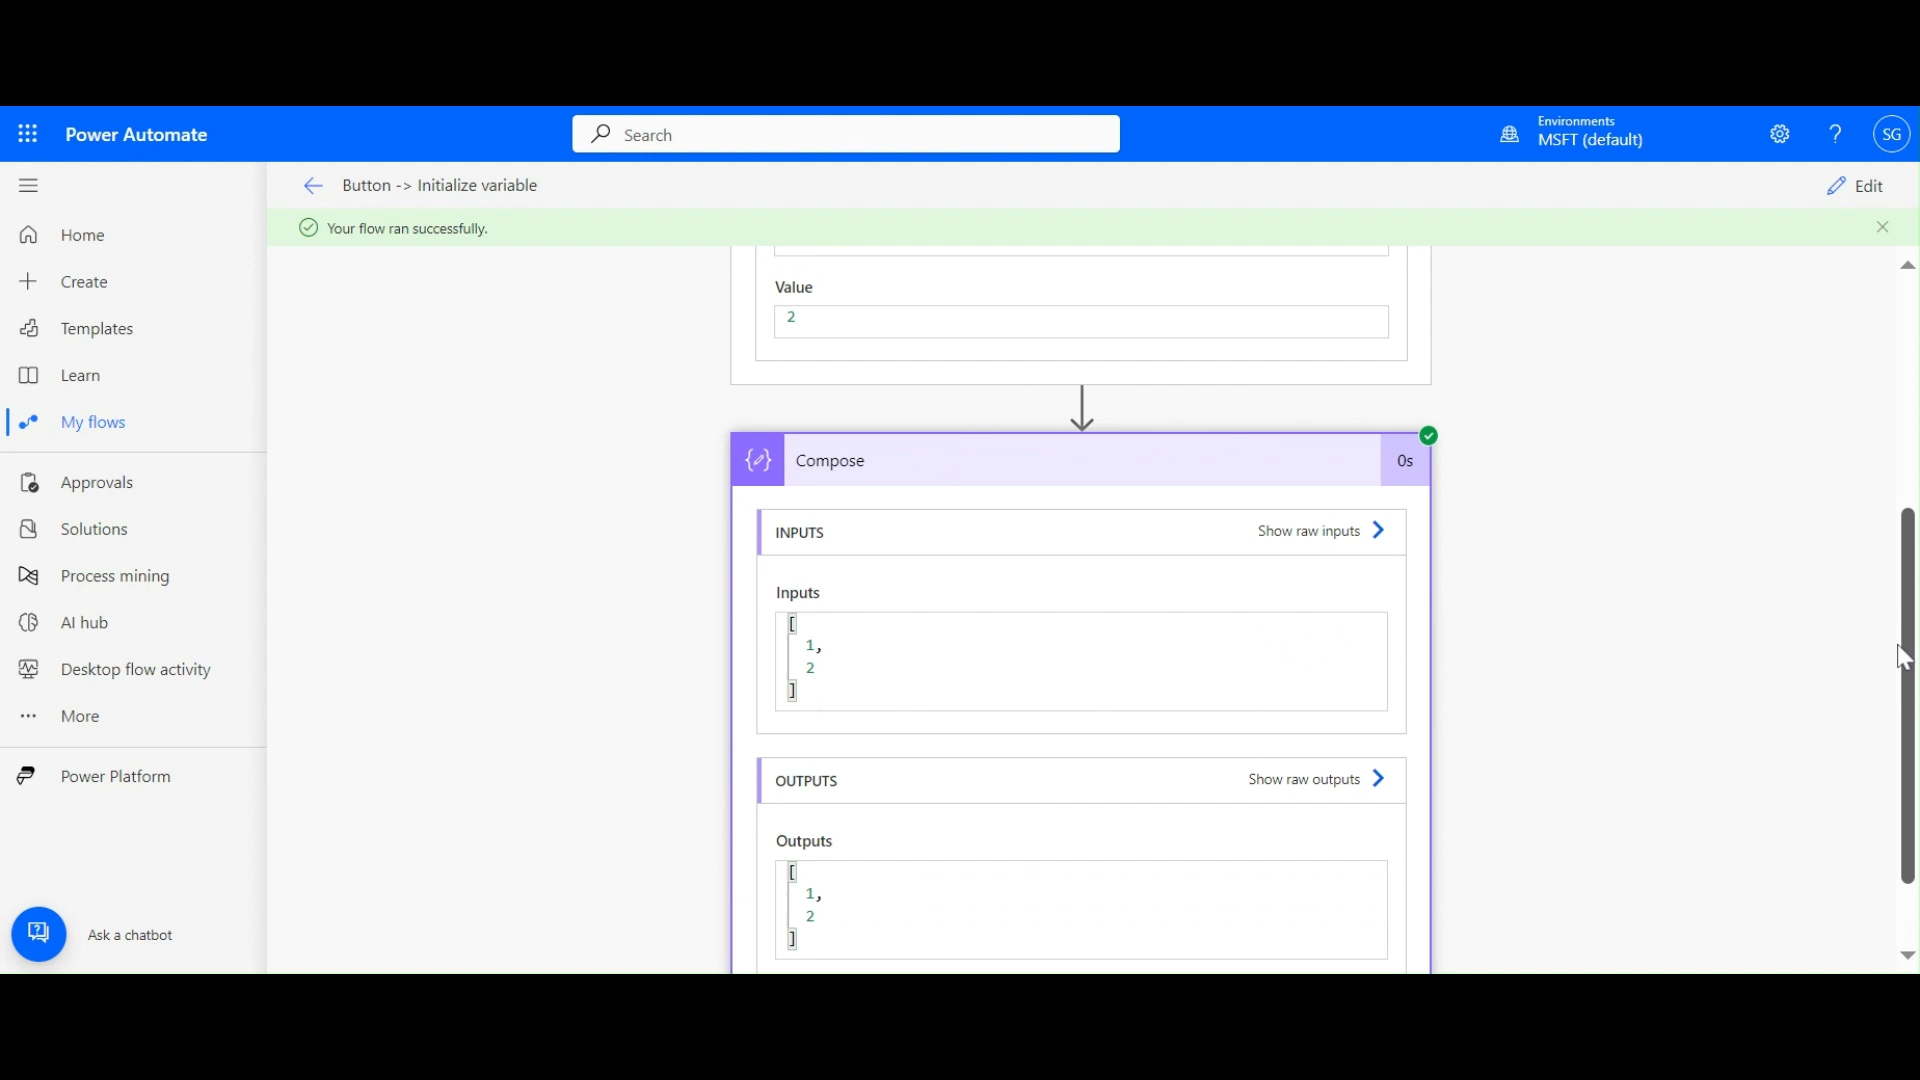 Power Automate
Search
Environments
MSFT (default)
?
SG
Button -> Initialize variable
Edit
Your flow ran successfully.
Home
Create
Templates
Learn
My flows
Approvals
Solutions
Process mining
AI hub
Desktop flow activity
More
Power Platform
Ask a chatbot
Value
2
Compose
0s
INPUTS
Show raw inputs
Inputs
[
1,
2
]
OUTPUTS
Show raw outputs
Outputs
[
1,
2
]